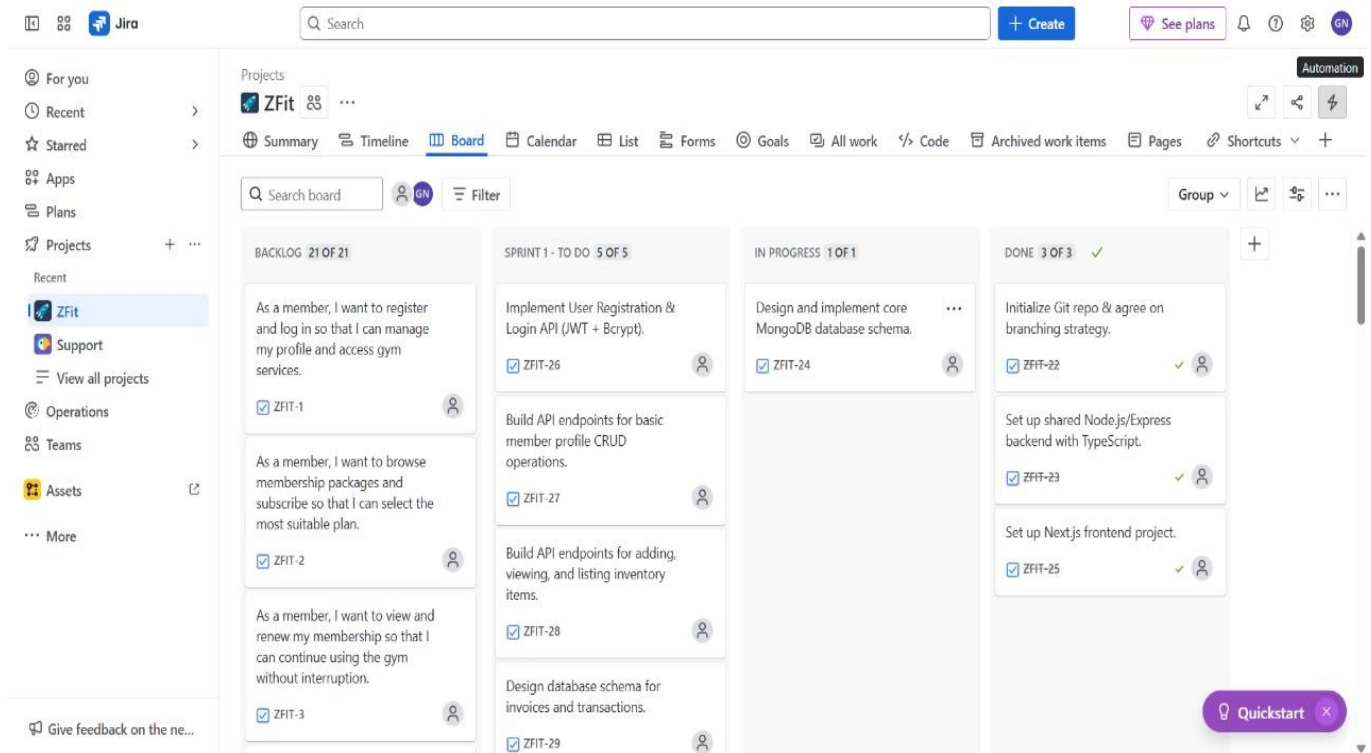 Jira
Search
+ Create
See plans
GN
Automation
For you
Recent
Starred
Apps
Plans
Projects
Recent
ZFit
Support
View all projects
Operations
Teams
Assets
More
Give feedback on the ne...
Projects
ZFit
Summary
Timeline
Board
Calendar
List
Forms
Goals
All work
Code
Archived work items
Pages
Shortcuts
Search board
GN
Filter
Group
BACKLOG 21 OF 21
As a member, I want to register
and log in so that I can manage
my profile and access gym
services.
ZFIT-1
As a member, I want to browse
membership packages and
subscribe so that I can select the
most suitable plan.
ZFIT-2
As a member, I want to view and
renew my membership so that I
can continue using the gym
without interruption.
ZFIT-3
SPRINT 1 - TO DO 5 OF 5
Implement User Registration &
Login API (JWT + Bcrypt).
ZFIT-26
Build API endpoints for basic
member profile CRUD
operations.
ZFIT-27
Build API endpoints for adding,
viewing, and listing inventory
items.
ZFIT-28
Design database schema for
invoices and transactions.
ZFIT-29
IN PROGRESS 1 OF 1
Design and implement core
MongoDB database schema.
ZFIT-24
DONE 3 OF 3
Initialize Git repo & agree on
branching strategy.
ZFIT-22
Set up shared Node.js/Express
backend with TypeScript.
ZFIT-23
Set up Next.js frontend project.
ZFIT-25
Quickstart